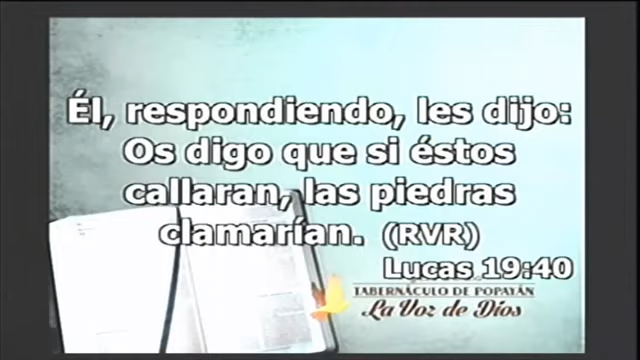 Él, respondiendo, les dijo:
Os digo que si éstos
callaran, las piedras
clamarían. (RVR)
Lucas 19:40
TABERNÁCULO DE POPAYÁN
La Voz de Dios